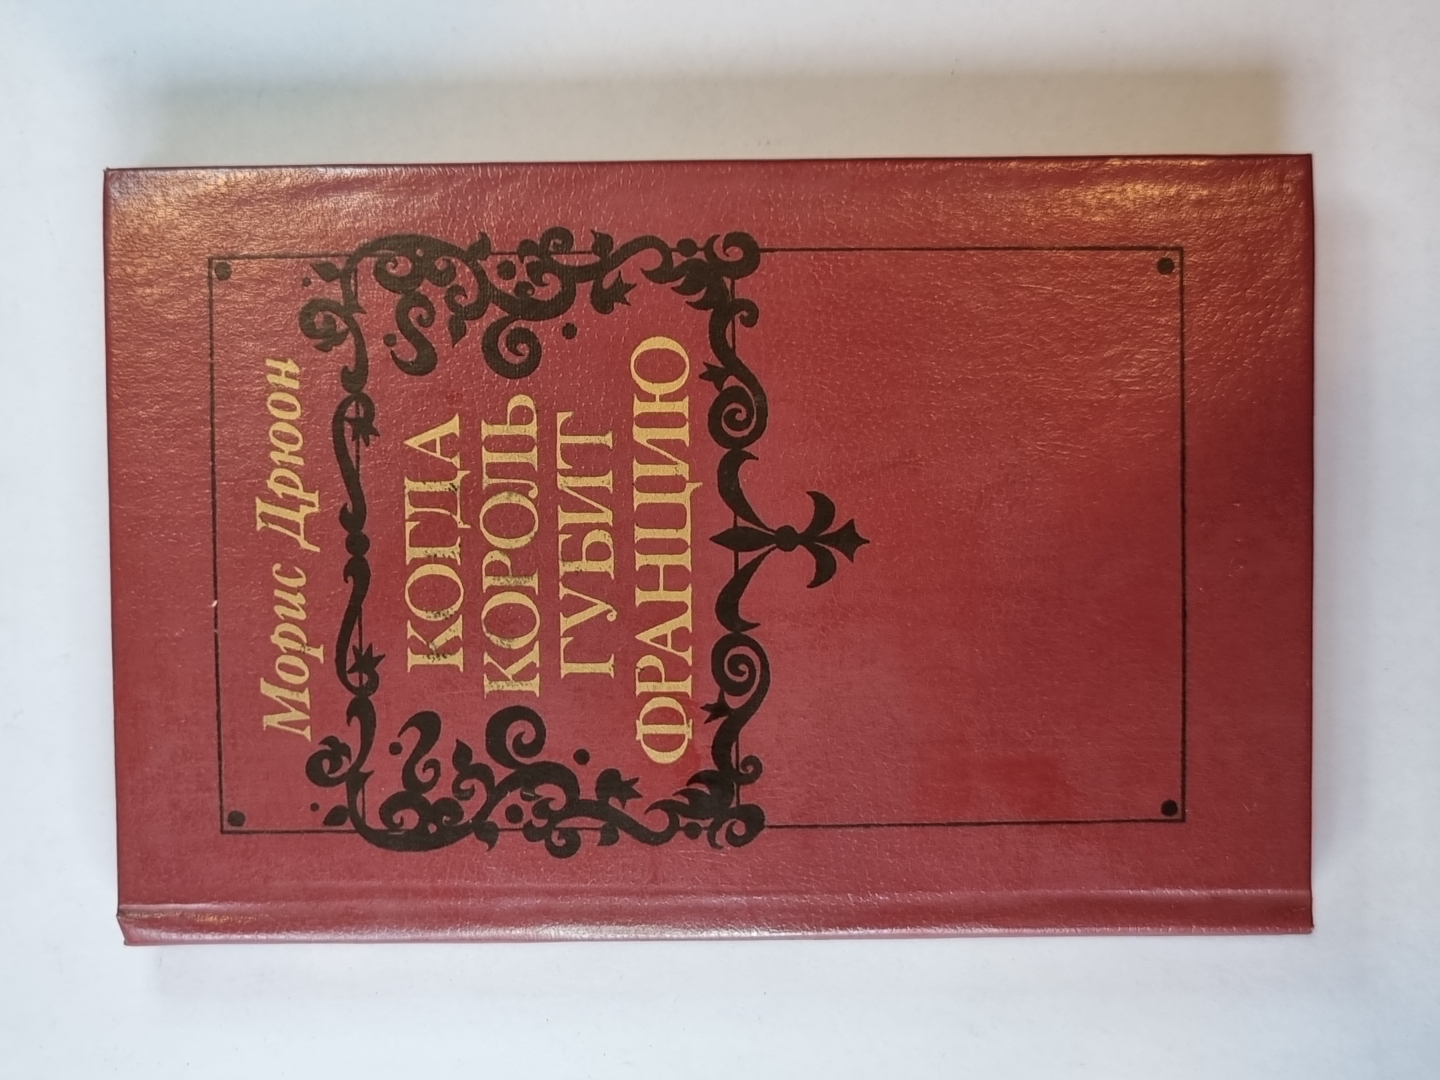 Морис Дрюон
КОГДА
КОРОЛЬ
ГУБИТ
ФРАНЦИЮ